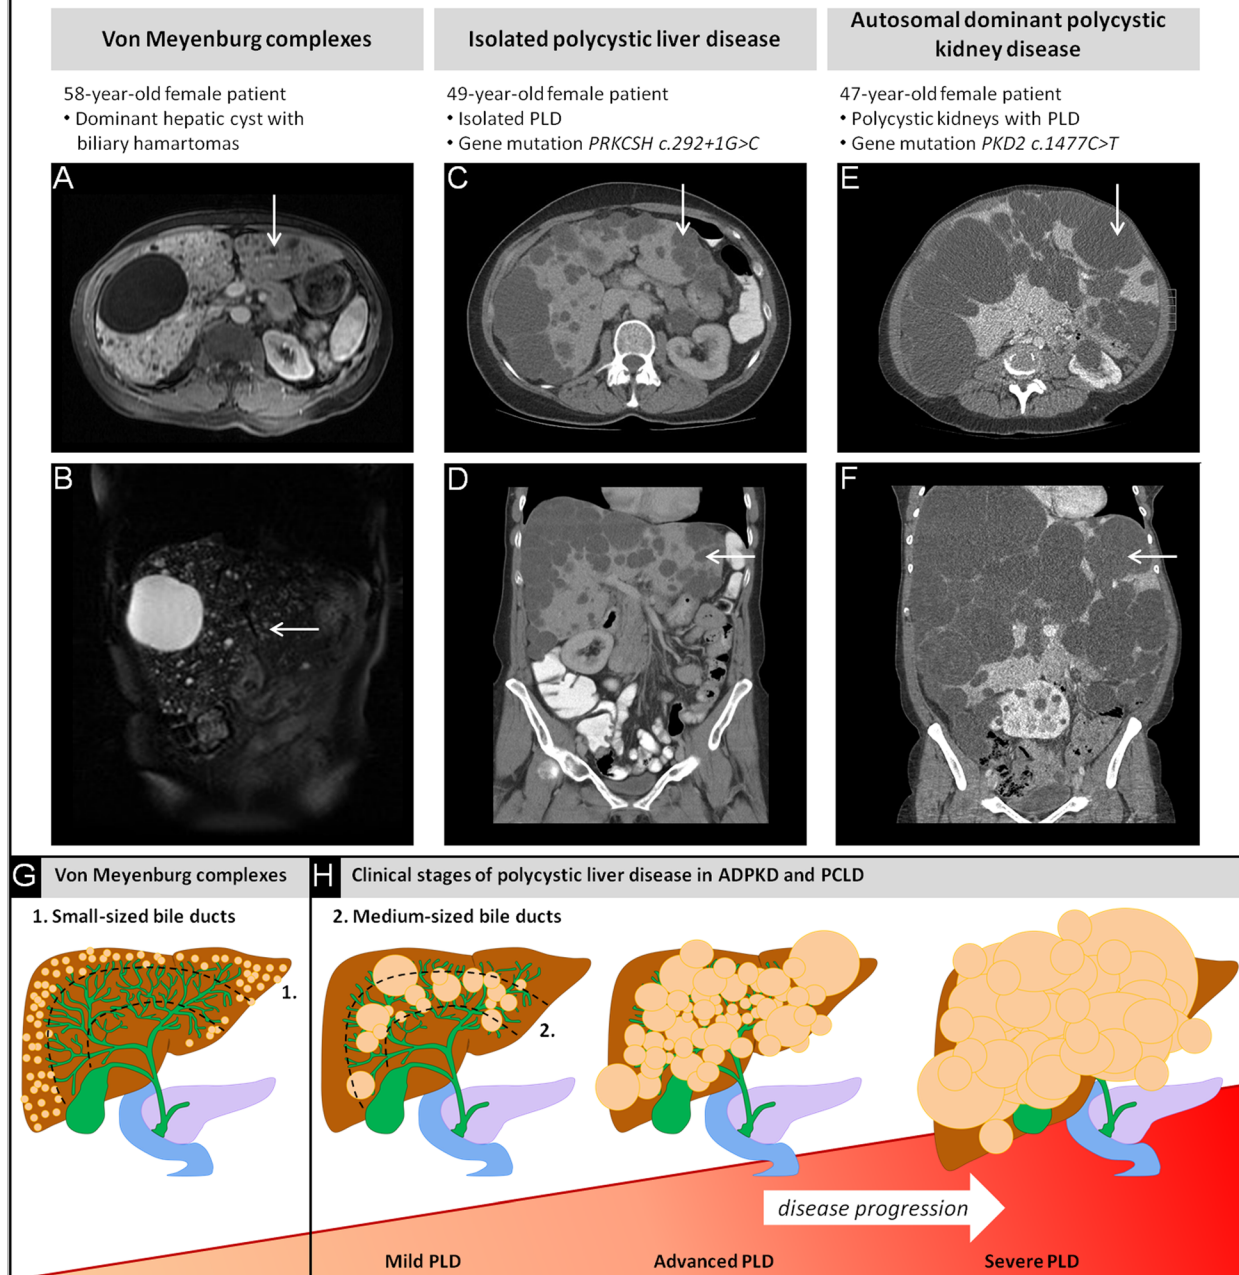 Von Meyenburg complexes
Isolated polycystic liver disease
Autosomal dominant polycystic
kidney disease
58-year-old female patient
• Dominant hepatic cyst with
biliary hamartomas
49-year-old female patient
• Isolated PLD
• Gene mutation PRKCSH c.292+1G>C
47-year-old female patient
• Polycystic kidneys with PLD
• Gene mutation PKD2 c.1477C>T
A
C
E
B
D
F
G
Von Meyenburg complexes
H
Clinical stages of polycystic liver disease in ADPKD and PCLD
1. Small-sized bile ducts
2. Medium-sized bile ducts
1.
2.
disease progression
Mild PLD
Advanced PLD
Severe PLD